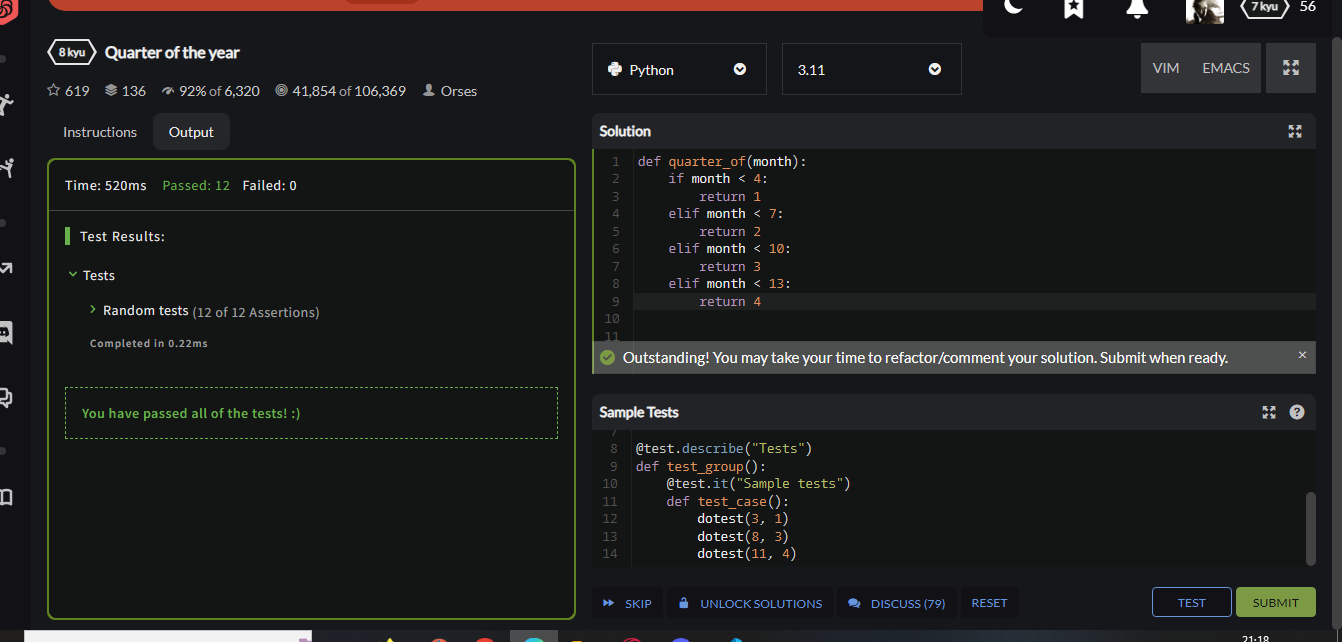 7 kyu 56
8 kyu Quarter of the year
619 136 92% of 6,320 41,854 of 106,369 Orses
Instructions Output
Time: 520ms Passed: 12 Failed: 0
Test Results:
Tests
Random tests (12 of 12 Assertions)
Completed in 0.22ms
You have passed all of the tests! :)
Python 3.11 VIM EMACS
Solution
1 def quarter_of(month):
2     if month < 4:
3         return 1
4     elif month < 7:
5         return 2
6     elif month < 10:
7         return 3
8     elif month < 13:
9         return 4
10
11
Outstanding! You may take your time to refactor/comment your solution. Submit when ready. ×
Sample Tests ?
7
8 @test.describe("Tests")
9 def test_group():
10     @test.it("Sample tests")
11     def test_case():
12         dotest(3, 1)
13         dotest(8, 3)
14         dotest(11, 4)
SKIP UNLOCK SOLUTIONS DISCUSS (79) RESET TEST SUBMIT
21:18